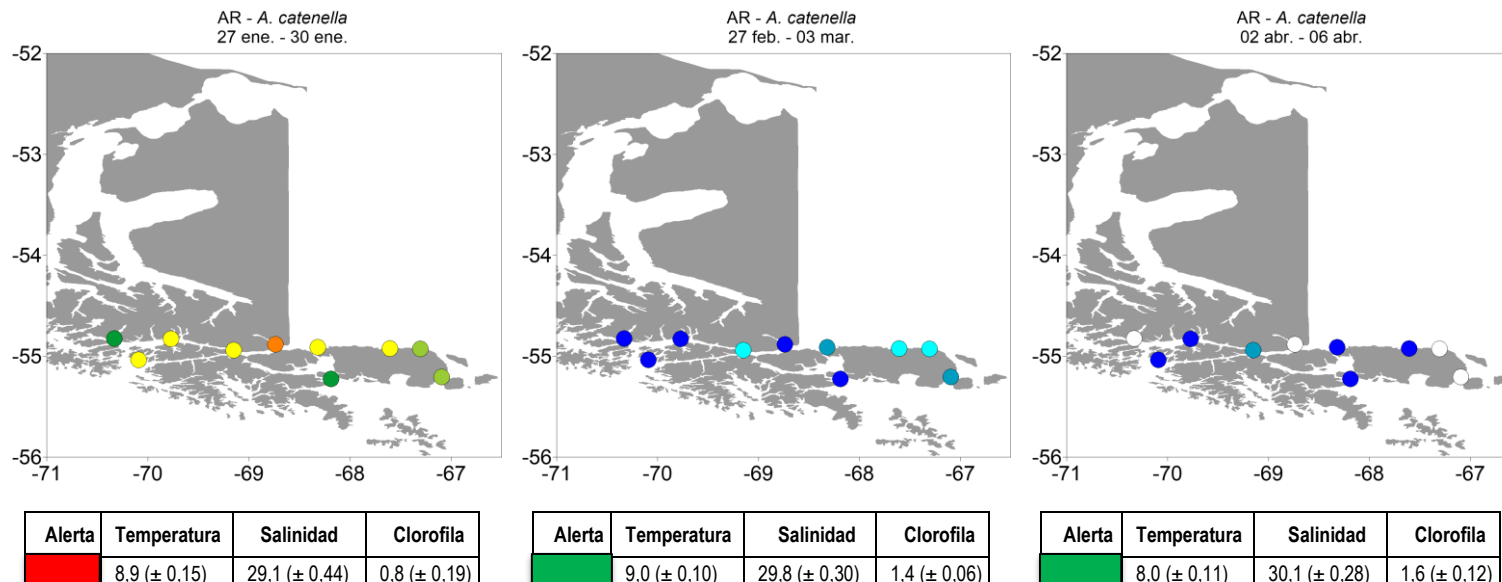 AR - A. catenella
27 ene. - 30 ene.
-52
-53
-54
-55
-56
-71 -70 -69 -68 -67
Alerta Temperatura Salinidad Clorofila
8,9 (± 0,15) 29,1 (± 0,44) 0,8 (± 0,19)
AR - A. catenella
27 feb. - 03 mar.
-52
-53
-54
-55
-56
-71 -70 -69 -68 -67
Alerta Temperatura Salinidad Clorofila
9,0 (± 0,10) 29,8 (± 0,30) 1,4 (± 0,06)
AR - A. catenella
02 abr. - 06 abr.
-52
-53
-54
-55
-56
-71 -70 -69 -68 -67
Alerta Temperatura Salinidad Clorofila
8,0 (± 0,11) 30,1 (± 0,28) 1,6 (± 0,12)